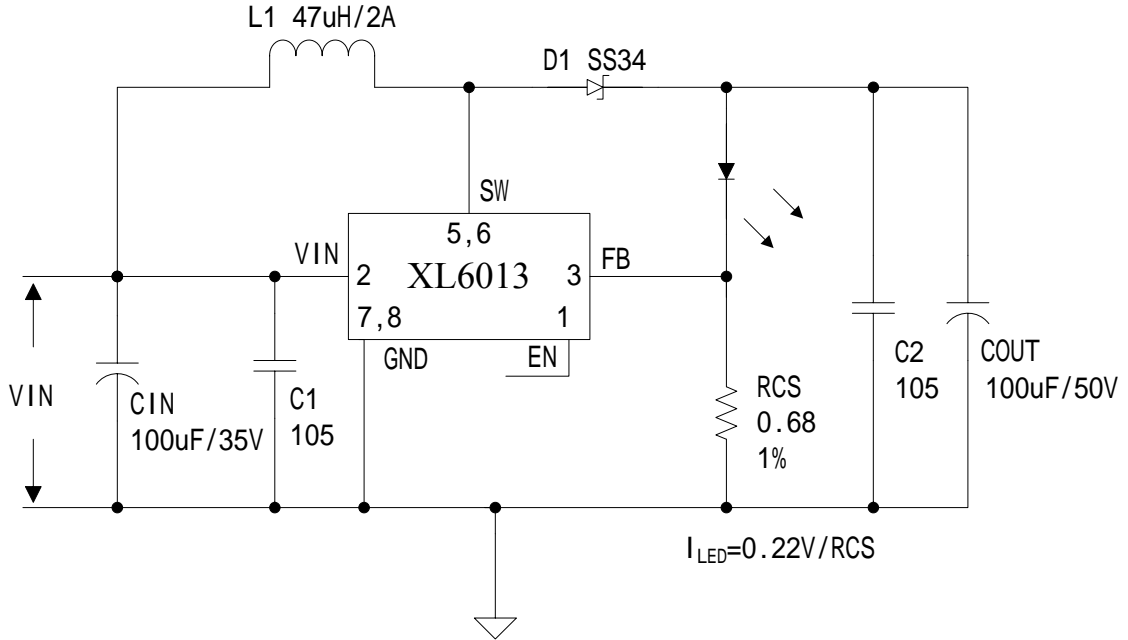 L1 47uH/2A
D1 SS34
SW
5,6
VIN
2
XL6013
3
FB
7,8
1
GND
EN
VIN
CIN
100uF/35V
C1
105
RCS
0.68
1%
C2
105
COUT
100uF/50V
ILED=0.22V/RCS